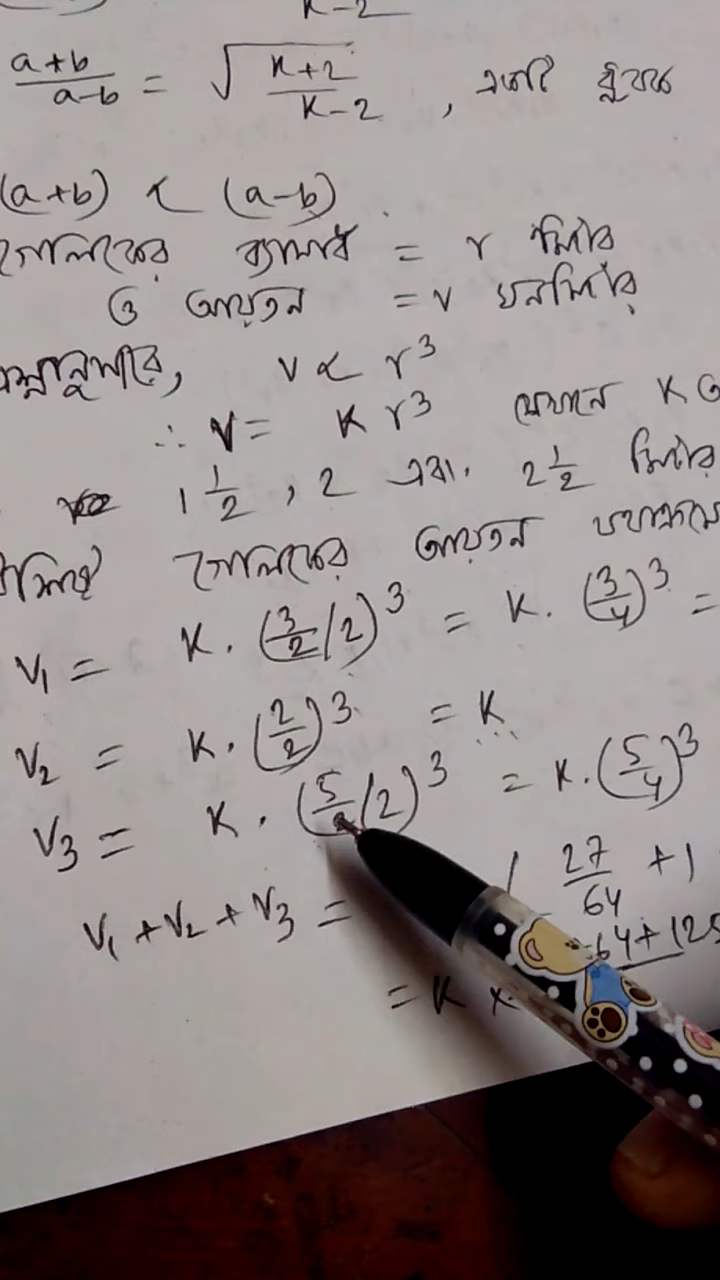 K-2
a+b/a-b = √(K+2/K-2) , একটি ধ্রুবক
(a+b) ∝ (a-b)
গোলকের ব্যাসার্ধ = r মিটার
ও আয়তন = v ঘনমিটার
প্রশ্নানুসারে, v ∝ r³
∴ V = K r³ যেখানে K
1 1/2 , 2 এবং 2 1/2 মিটার
গোলকের আয়তন যথাক্রমে
V₁ = K. (3/2/2)³ = K. (3/4)³ =
V₂ = K. (2/2)³ = K
V₃ = K. (5/2/2)³ = K. (5/4)³
V₁ + V₂ + V₃ = 27/64 + 1
64+125
= K ×